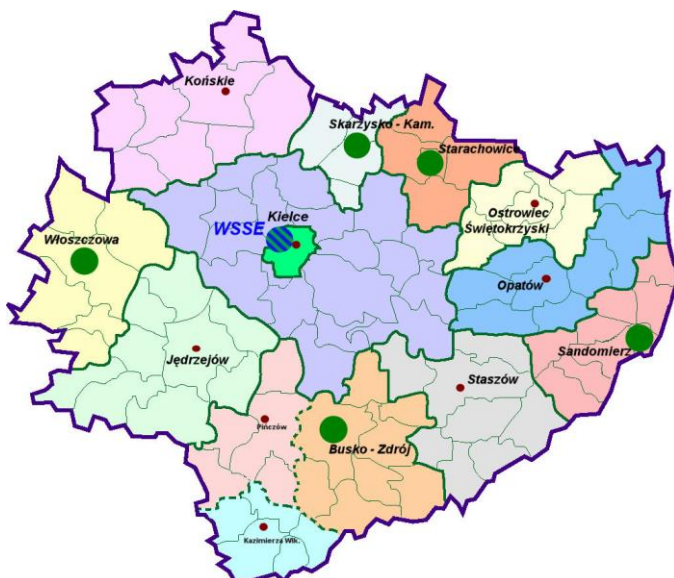 Końskie
Skarżysko - Kam.
Starachowice
WSSE
Kielce
Ostrowiec
Świętokrzyski
Włoszczowa
Opatów
Jędrzejów
Sandomierz
Staszów
Pińczów
Busko - Zdrój
Kazimierza Wlk.